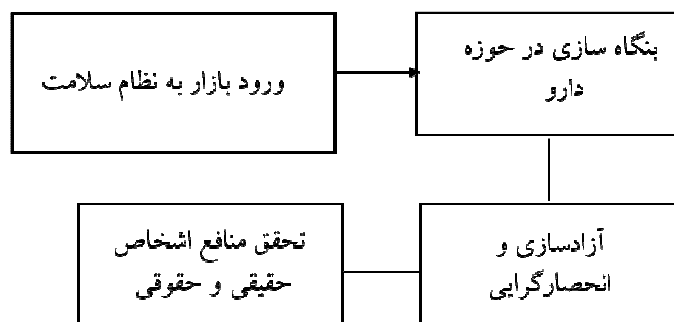 ورود بازار به نظام سلامت
بنگاه سازی در حوزه
دارو
آزادسازی و
انحصارگرایی
تحقق منافع اشخاص
حقیقی و حقوقی